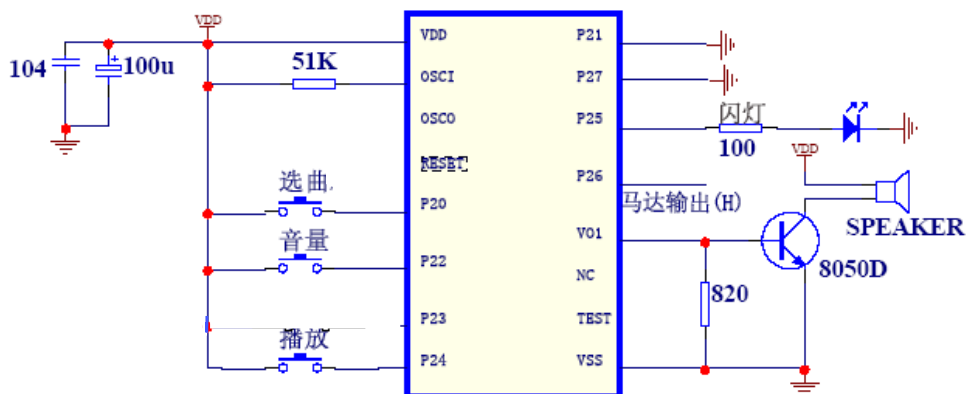 VDD
104
100u
51K
VDD
OSCI
OSCO
RESET
P20
P22
P23
P24
选曲
音量
播放
P21
P27
P25
P26
VO1
NC
TEST
VSS
闪灯
100
马达输出(H)
VDD
SPEAKER
8050D
820